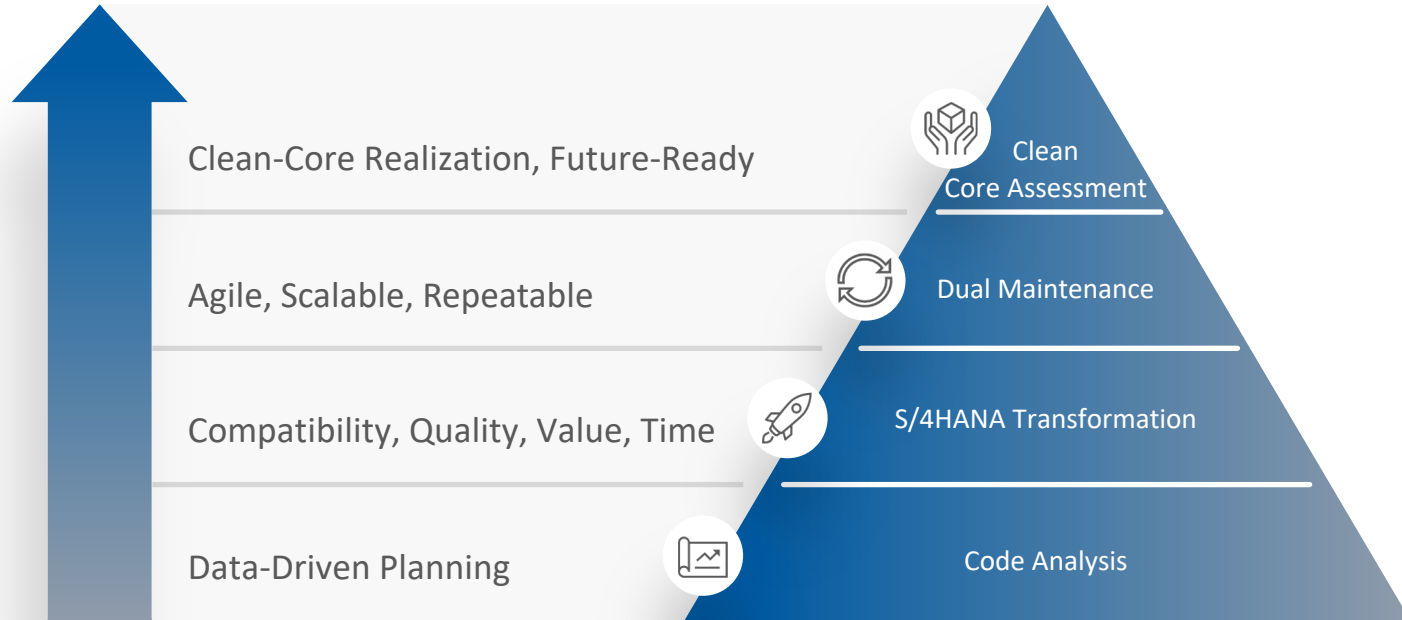 Clean-Core Realization, Future-Ready
Clean
Core Assessment
Agile, Scalable, Repeatable
Dual Maintenance
Compatibility, Quality, Value, Time
S/4HANA Transformation
Data-Driven Planning
Code Analysis